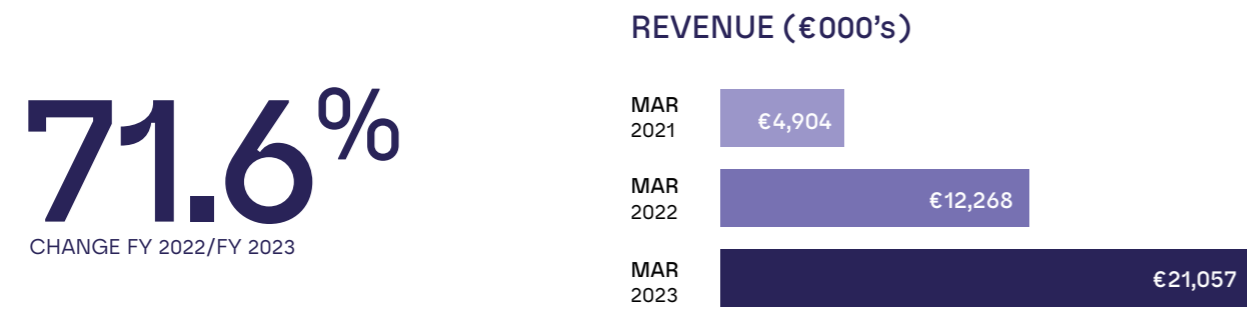 71.6%
CHANGE FY 2022/FY 2023
REVENUE (€000's)
MAR
2021
€4,904
MAR
2022
€12,268
MAR
2023
€21,057